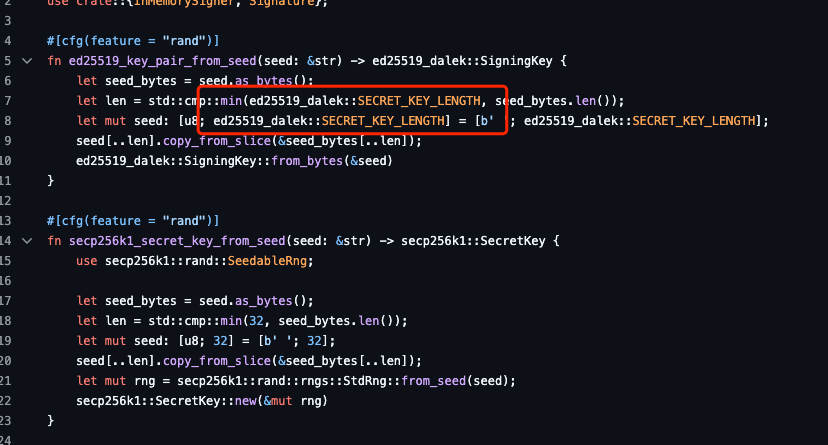 2 use crate::{InMemorySigner, Signature};
3
4 #[cfg(feature = "rand")]
5 fn ed25519_key_pair_from_seed(seed: &str) -> ed25519_dalek::SigningKey {
6 let seed_bytes = seed.as_bytes();
7 let len = std::cmp::min(ed25519_dalek::SECRET_KEY_LENGTH, seed_bytes.len());
8 let mut seed: [u8; ed25519_dalek::SECRET_KEY_LENGTH] = [b' '; ed25519_dalek::SECRET_KEY_LENGTH];
9 seed[..len].copy_from_slice(&seed_bytes[..len]);
10 ed25519_dalek::SigningKey::from_bytes(&seed)
11 }
12
13 #[cfg(feature = "rand")]
14 fn secp256k1_secret_key_from_seed(seed: &str) -> secp256k1::SecretKey {
15 use secp256k1::rand::SeedableRng;
16
17 let seed_bytes = seed.as_bytes();
18 let len = std::cmp::min(32, seed_bytes.len());
19 let mut seed: [u8; 32] = [b' '; 32];
20 seed[..len].copy_from_slice(&seed_bytes[..len]);
21 let mut rng = secp256k1::rand::rngs::StdRng::from_seed(seed);
22 secp256k1::SecretKey::new(&mut rng)
23 }
24